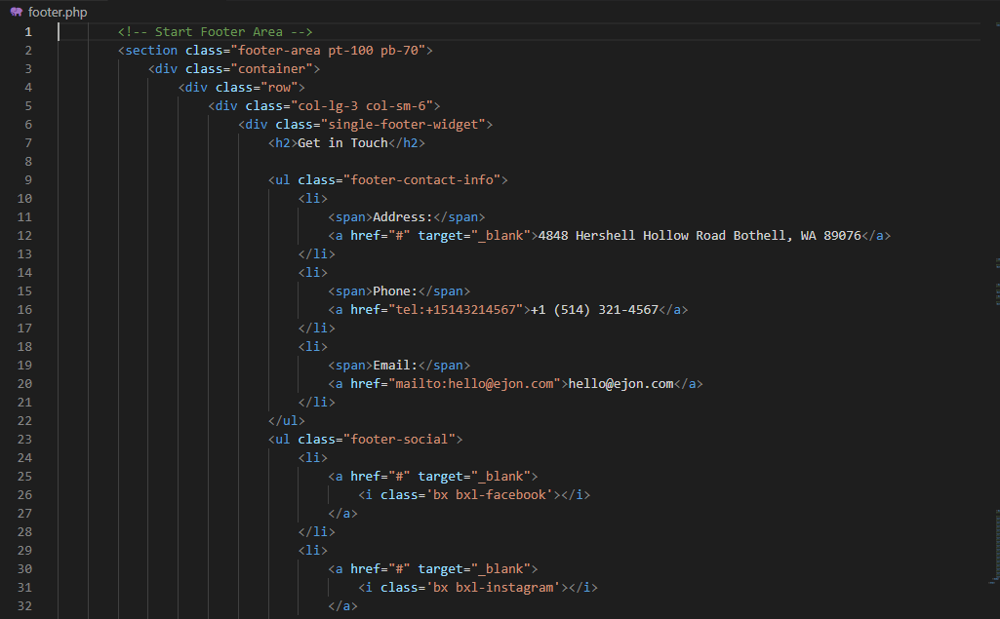 footer.php
1 <!-- Start Footer Area -->
2 <section class="footer-area pt-100 pb-70">
3 <div class="container">
4 <div class="row">
5 <div class="col-lg-3 col-sm-6">
6 <div class="single-footer-widget">
7 <h2>Get in Touch</h2>
8
9 <ul class="footer-contact-info">
10 <li>
11 <span>Address:</span>
12 <a href="#" target="_blank">4848 Hershell Hollow Road Bothell, WA 89076</a>
13 </li>
14 <li>
15 <span>Phone:</span>
16 <a href="tel:+15143214567">+1 (514) 321-4567</a>
17 </li>
18 <li>
19 <span>Email:</span>
20 <a href="mailto:hello@ejon.com">hello@ejon.com</a>
21 </li>
22 </ul>
23 <ul class="footer-social">
24 <li>
25 <a href="#" target="_blank">
26 <i class='bx bxl-facebook'></i>
27 </a>
28 </li>
29 <li>
30 <a href="#" target="_blank">
31 <i class='bx bxl-instagram'></i>
32 </a>